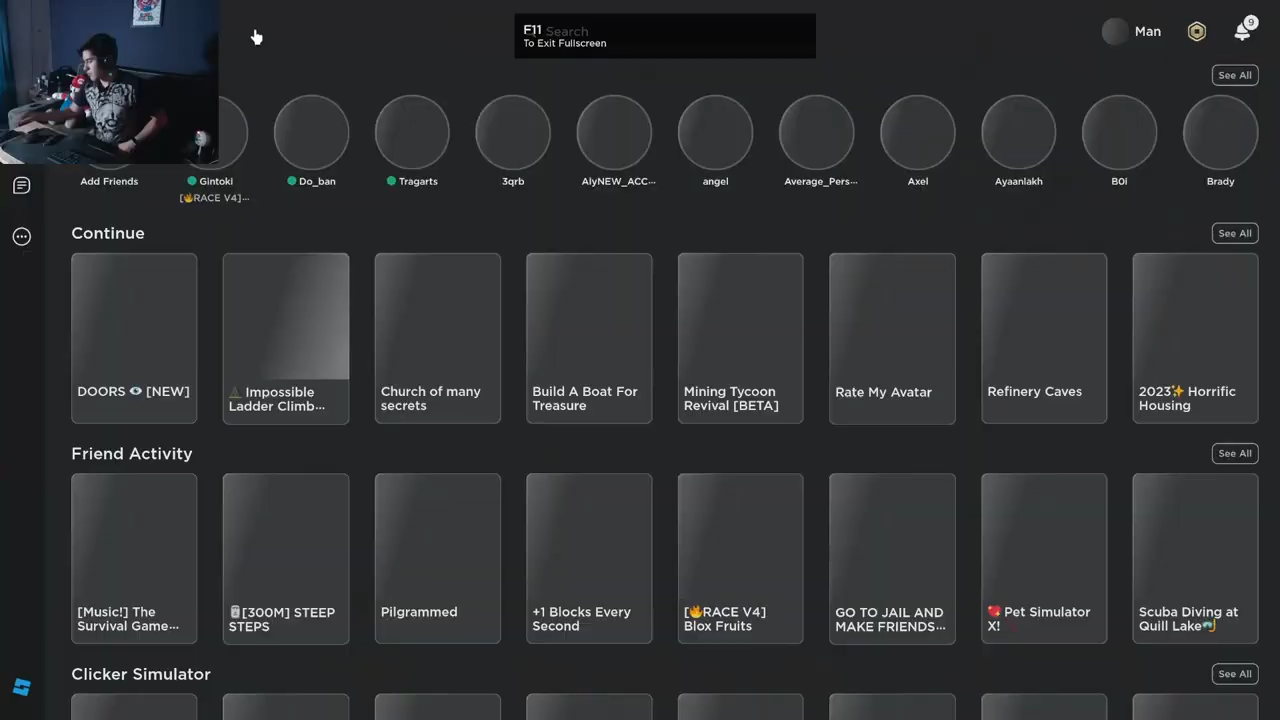 F11 Search
To Exit Fullscreen
Man
9
See All
Add Friends
Gintoki
[🔥RACE V4]...
Do_ban
Tragarts
3qrb
AlyNEW_ACC...
angel
Average_Pers...
Axel
Ayaanlakh
B0i
Brady
Continue
See All
DOORS 👁 [NEW]
⚠ Impossible
Ladder Climb...
Church of many
secrets
Build A Boat For
Treasure
Mining Tycoon
Revival [BETA]
Rate My Avatar
Refinery Caves
2023✨ Horrific
Housing
Friend Activity
See All
[Music!] The
Survival Game...
[300M] STEEP
STEPS
Pilgrammed
+1 Blocks Every
Second
[🔥RACE V4]
Blox Fruits
GO TO JAIL AND
MAKE FRIENDS...
💘 Pet Simulator
X!
Scuba Diving at
Quill Lake🤿
Clicker Simulator
See All